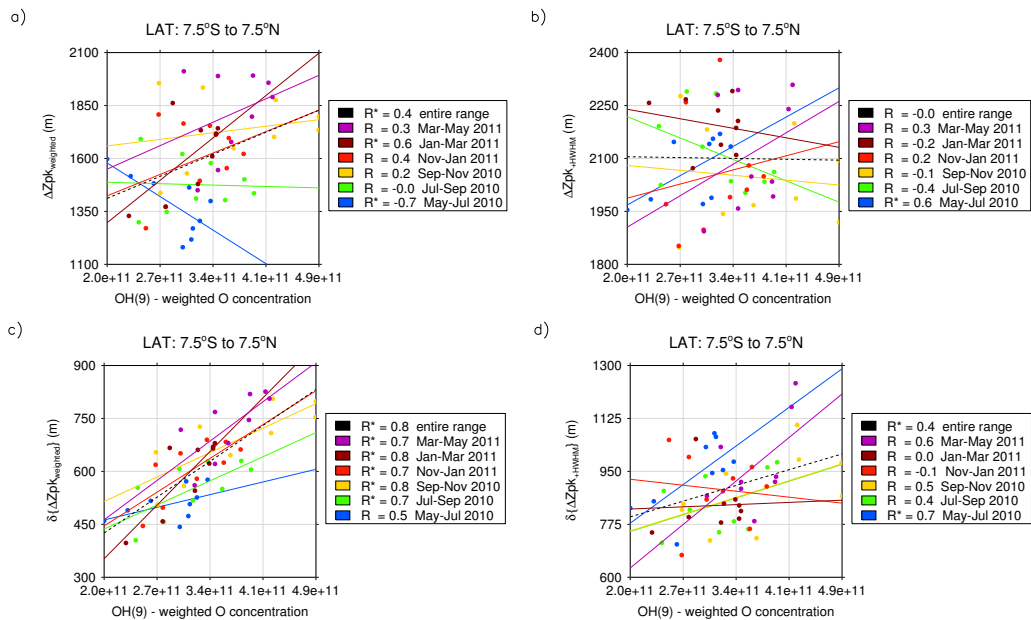 a)
LAT: 7.5°S to 7.5°N
2100
1850
1600
1350
1100
ΔZpk_weighted (m)
2.0e+11 2.7e+11 3.4e+11 4.1e+11 4.9e+11
OH(9) - weighted O concentration
R* = 0.4 entire range
R = 0.3 Mar-May 2011
R* = 0.6 Jan-Mar 2011
R = 0.4 Nov-Jan 2011
R = 0.2 Sep-Nov 2010
R = -0.0 Jul-Sep 2010
R* = -0.7 May-Jul 2010
b)
LAT: 7.5°S to 7.5°N
2400
2250
2100
1950
1800
ΔZpk,+HWHM (m)
2.0e+11 2.7e+11 3.4e+11 4.1e+11 4.9e+11
OH(9) - weighted O concentration
R = -0.0 entire range
R = 0.3 Mar-May 2011
R = -0.2 Jan-Mar 2011
R = 0.2 Nov-Jan 2011
R = -0.1 Sep-Nov 2010
R = -0.4 Jul-Sep 2010
R* = 0.6 May-Jul 2010
c)
LAT: 7.5°S to 7.5°N
900
750
600
450
300
δ{ΔZpk_weighted} (m)
2.0e+11 2.7e+11 3.4e+11 4.1e+11 4.9e+11
OH(9) - weighted O concentration
R* = 0.8 entire range
R* = 0.7 Mar-May 2011
R* = 0.8 Jan-Mar 2011
R* = 0.7 Nov-Jan 2011
R* = 0.8 Sep-Nov 2010
R* = 0.7 Jul-Sep 2010
R = 0.5 May-Jul 2010
d)
LAT: 7.5°S to 7.5°N
1300
1125
950
775
600
δ{ΔZpk,+HWHM} (m)
2.0e+11 2.7e+11 3.4e+11 4.1e+11 4.9e+11
OH(9) - weighted O concentration
R* = 0.4 entire range
R = 0.6 Mar-May 2011
R = 0.0 Jan-Mar 2011
R = -0.1 Nov-Jan 2011
R = 0.5 Sep-Nov 2010
R = 0.4 Jul-Sep 2010
R* = 0.7 May-Jul 2010